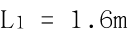 L1 = 1.6m